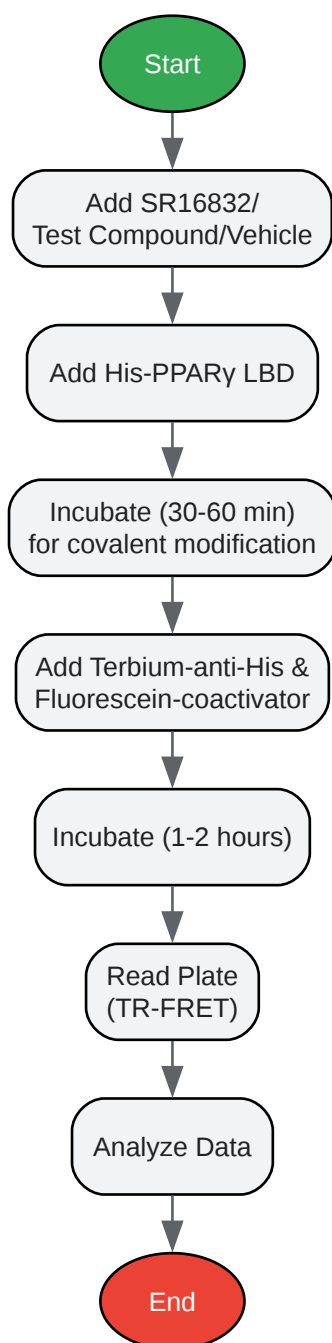 Start
Add SR16832/
Test Compound/Vehicle
Add His-PPARγ LBD
Incubate (30-60 min)
for covalent modification
Add Terbium-anti-His &
Fluorescein-coactivator
Incubate (1-2 hours)
Read Plate
(TR-FRET)
Analyze Data
End